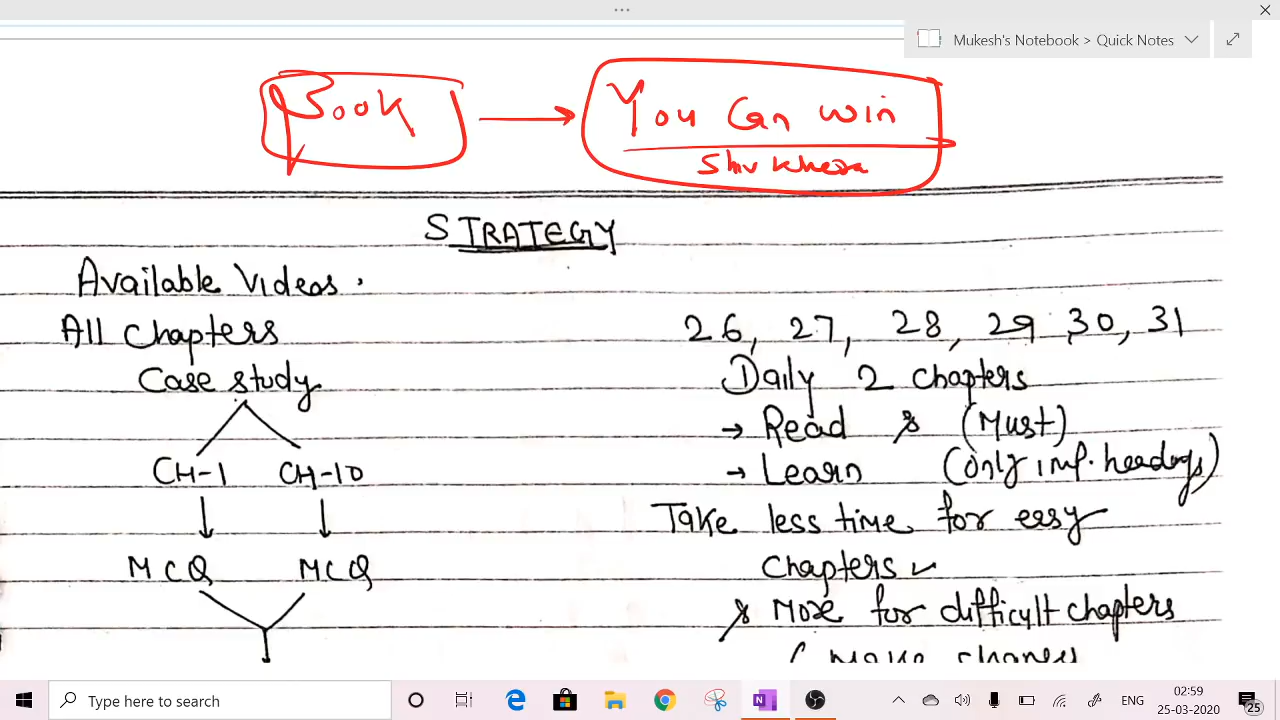 Mukesh's Notebook > Quick Notes
Book → You Can win
Shiv Khera
STRATEGY
Available Videos.
All Chapters
Case study
CH-1 CH-10
MCQ MCQ
26, 27, 28, 29, 30, 31
Daily 2 chapters
→ Read & (Must)
→ Learn (only imp. headings)
Take less time for easy
chapters
& More for difficult chapters
Type here to search
ENG
02:59
25-03-2020
25